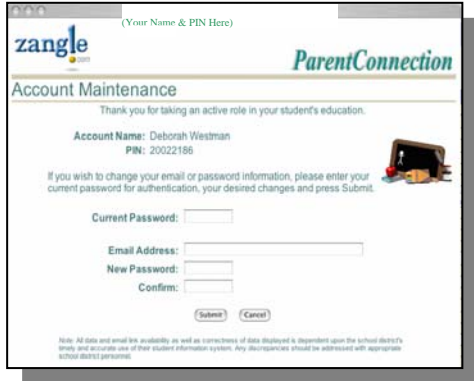 (Your Name & PIN Here)
zangle
.com
ParentConnection
Account Maintenance
Thank you for taking an active role in your student's education.
Account Name: Deborah Westman
PIN: 20022186
If you wish to change your email or password information, please enter your
current password for authentication, your desired changes and press Submit.
Current Password:
Email Address:
New Password:
Confirm:
Submit Cancel
Note: All data and email link availability as well as correctness of data displayed is dependent upon the school district's
timely and accurate use of their student information system. Any discrepancies should be addressed with appropriate
school district personnel.